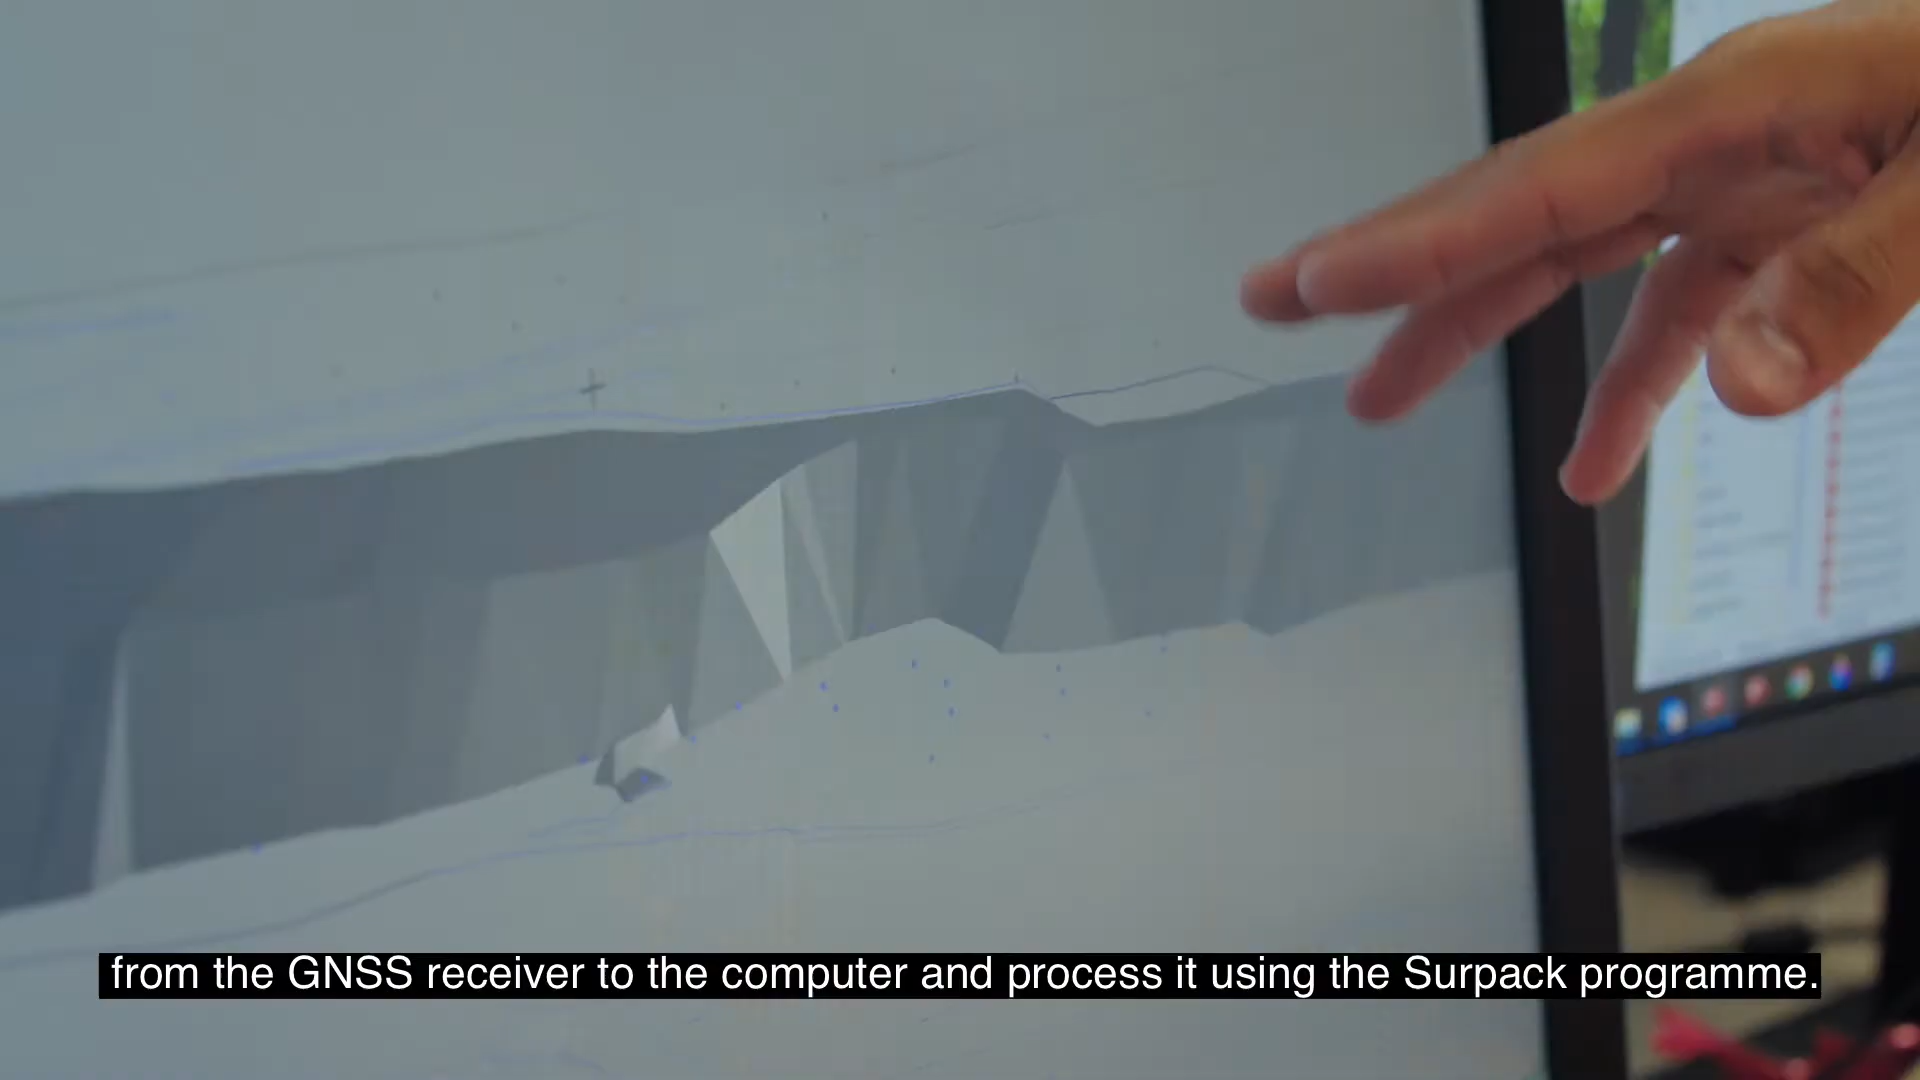 from the GNSS receiver to the computer and process it using the Surpack programme.